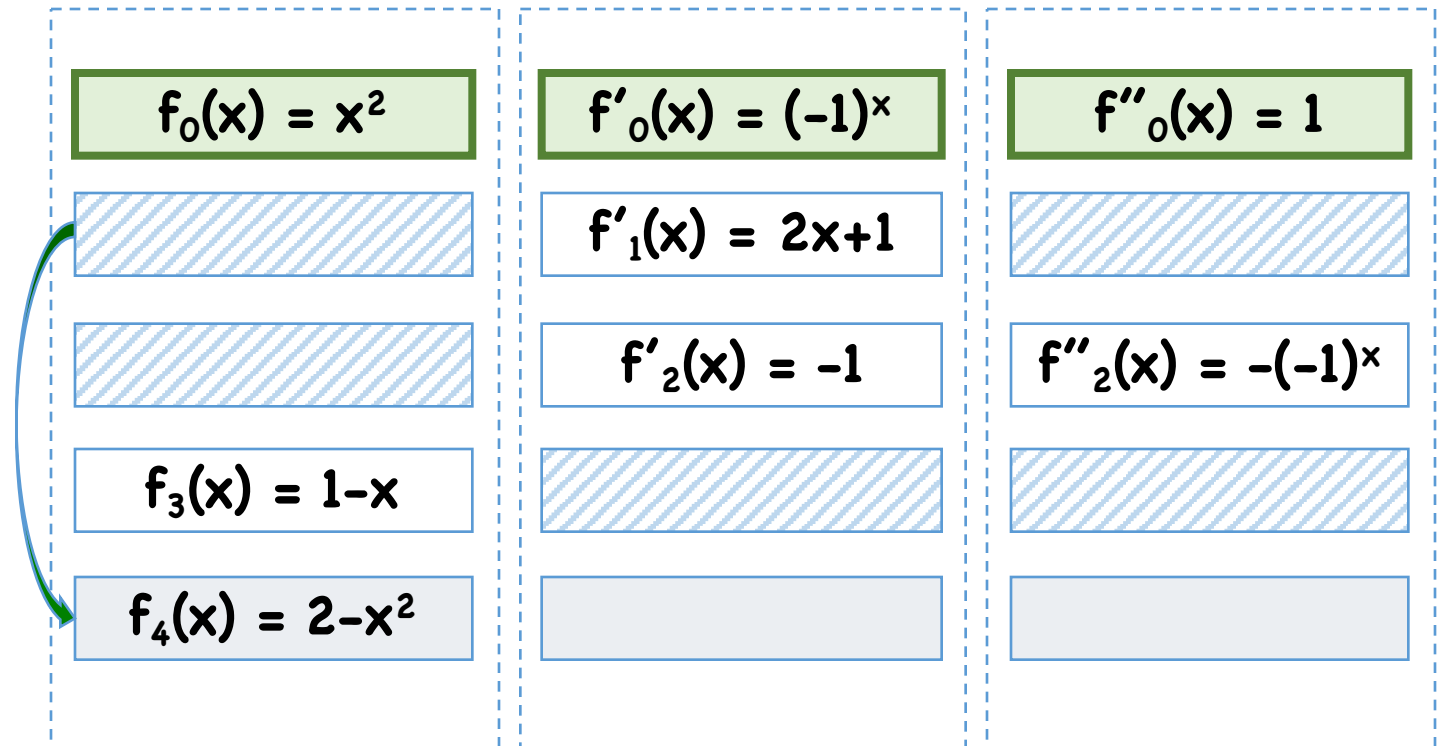 f₀(x) = x²
f′₀(x) = (-1)ˣ
f″₀(x) = 1
f′₁(x) = 2x+1
f′₂(x) = -1
f″₂(x) = -(-1)ˣ
f₃(x) = 1-x
f₄(x) = 2-x²